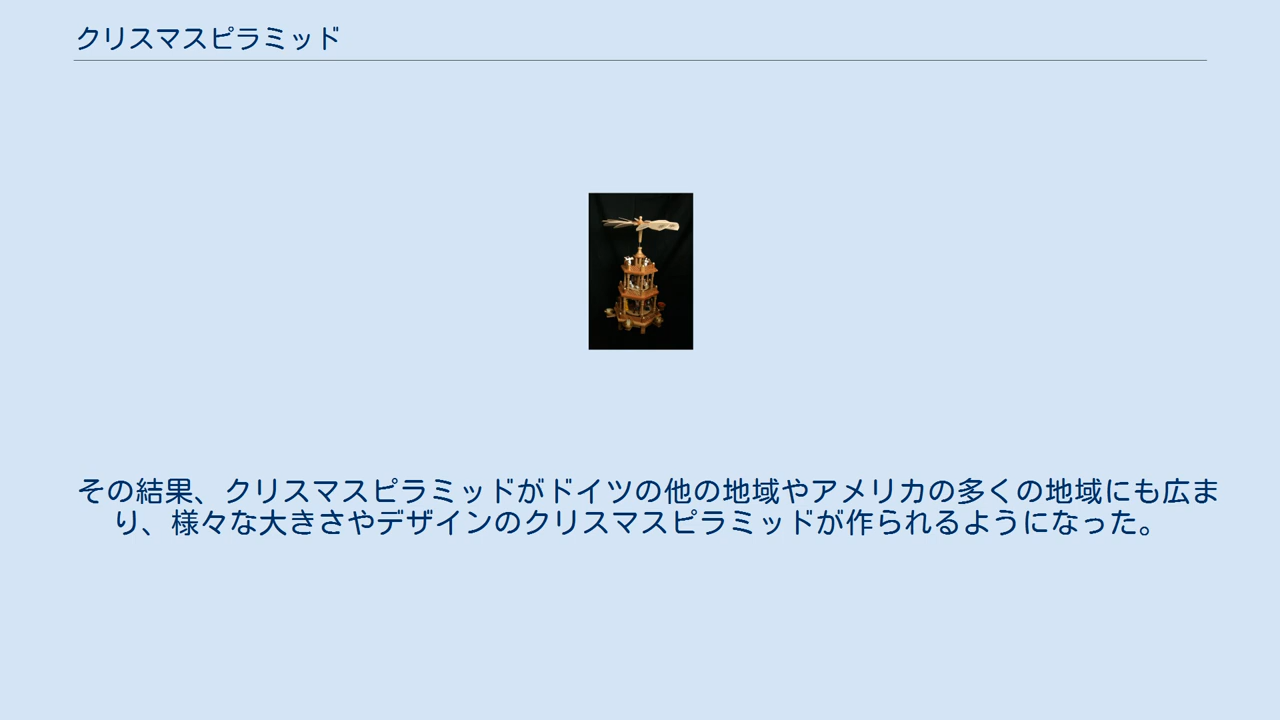 クリスマスピラミッド
その結果、クリスマスピラミッドがドイツの他の地域やアメリカの多くの地域にも広ま
り、様々な大きさやデザインのクリスマスピラミッドが作られるようになった。